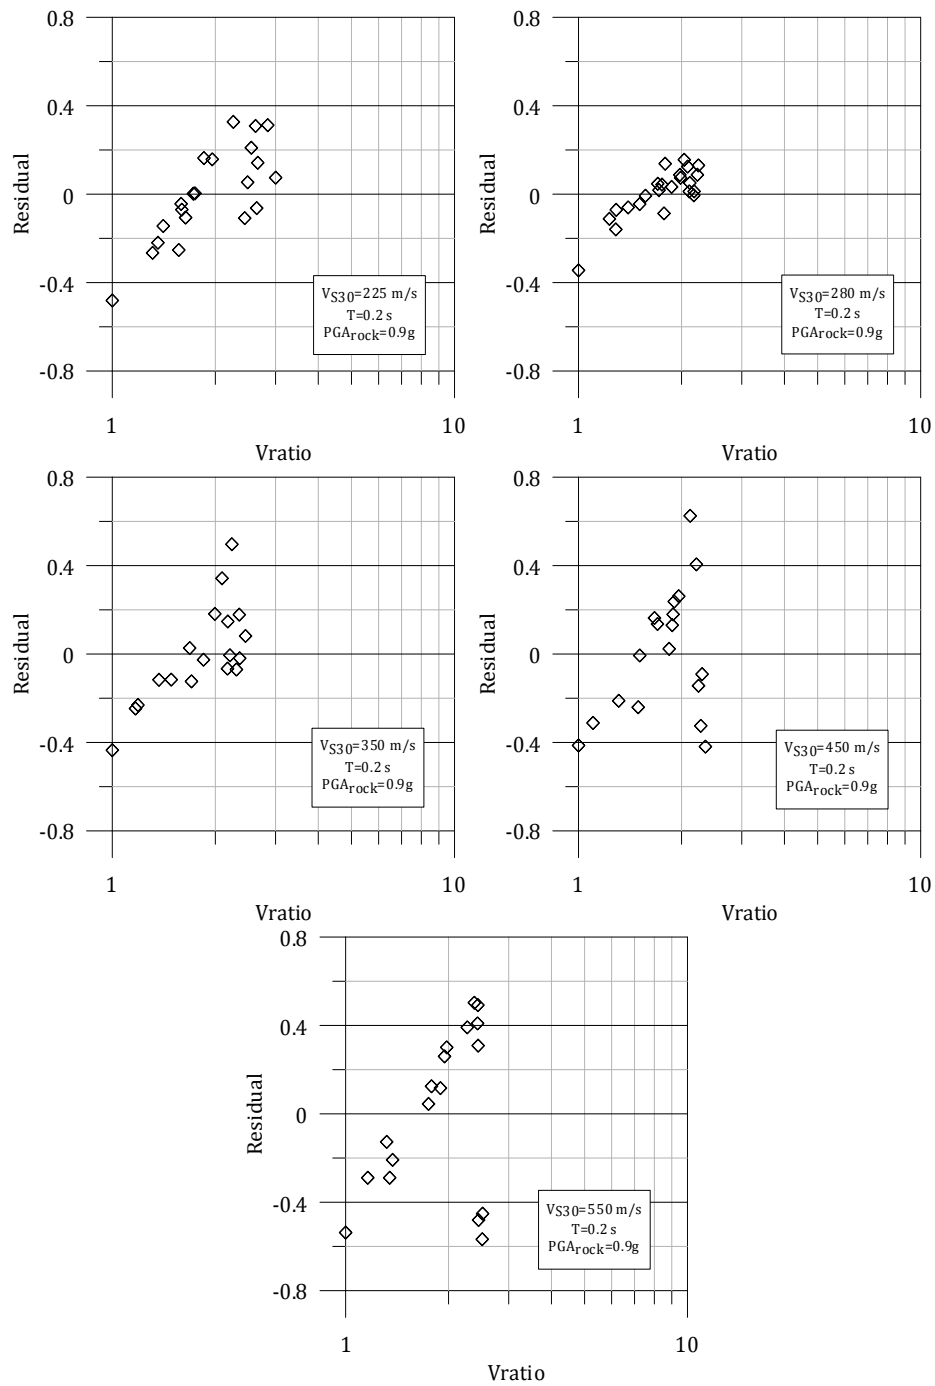 0.8
0.4
0
-0.4
-0.8
Residual
VS30=225 m/s
T=0.2 s
PGArock=0.9g
1
10
Vratio
0.8
0.4
0
-0.4
-0.8
Residual
VS30=280 m/s
T=0.2 s
PGArock=0.9g
1
10
Vratio
0.8
0.4
0
-0.4
-0.8
Residual
VS30=350 m/s
T=0.2 s
PGArock=0.9g
1
10
Vratio
0.8
0.4
0
-0.4
-0.8
Residual
VS30=450 m/s
T=0.2 s
PGArock=0.9g
1
10
Vratio
0.8
0.4
0
-0.4
-0.8
Residual
VS30=550 m/s
T=0.2 s
PGArock=0.9g
1
10
Vratio